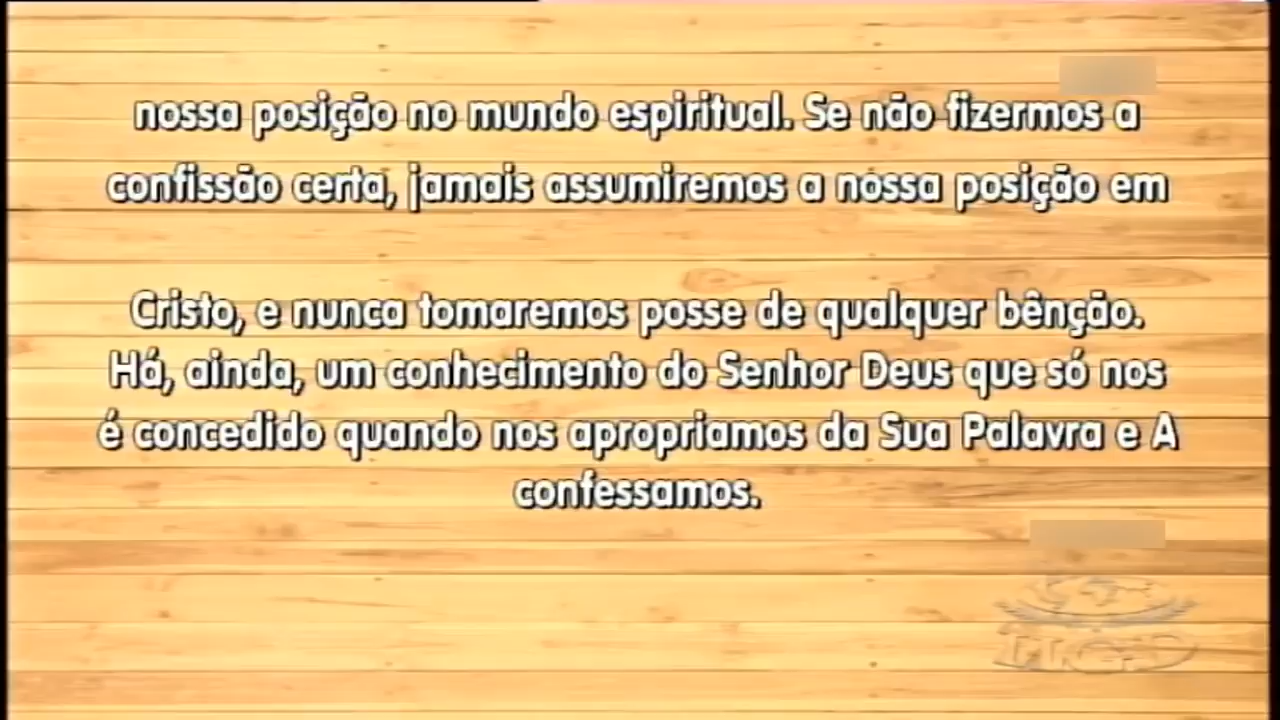 nossa posição no mundo espiritual. Se não fizermos a
confissão certa, jamais assumiremos a nossa posição em
Cristo, e nunca tomaremos posse de qualquer bênção.
Há, ainda, um conhecimento do Senhor Deus que só nos
é concedido quando nos apropriamos da Sua Palavra e A
confessamos.